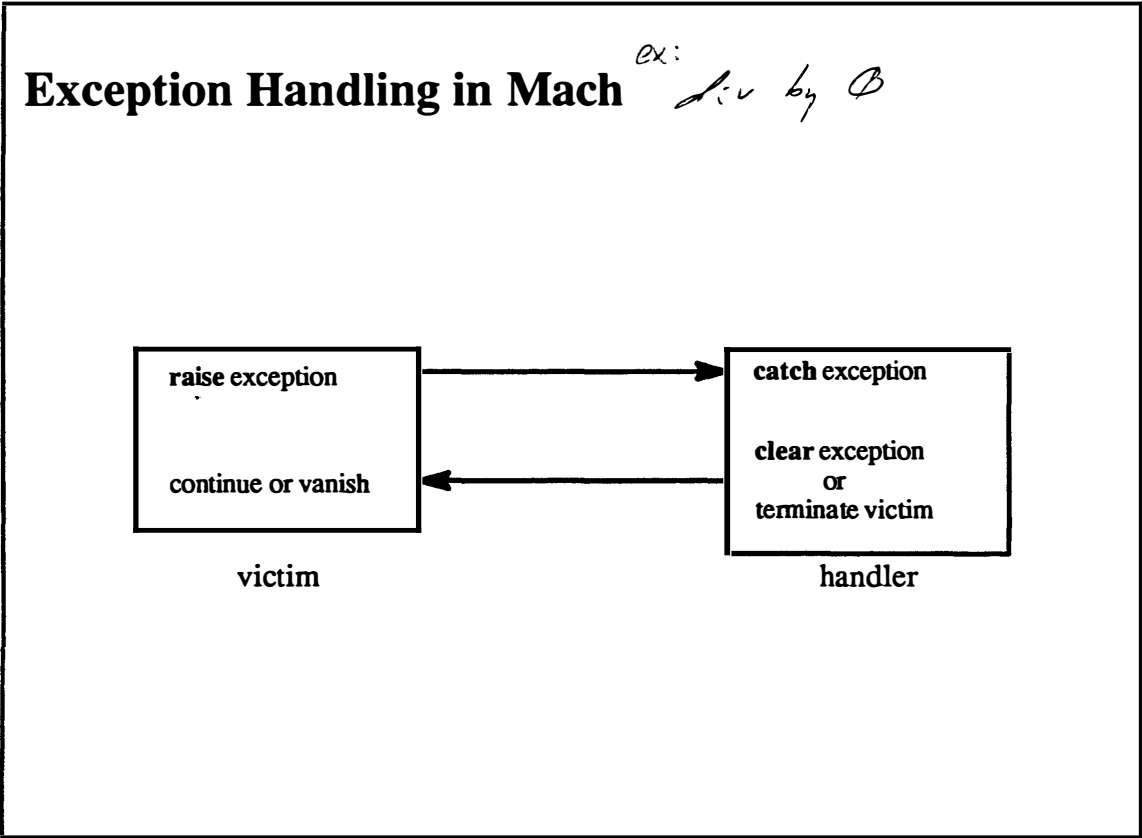 Exception Handling in Mach
ex:
div by 0
raise exception
continue or vanish
victim
catch exception
clear exception
or
terminate victim
handler